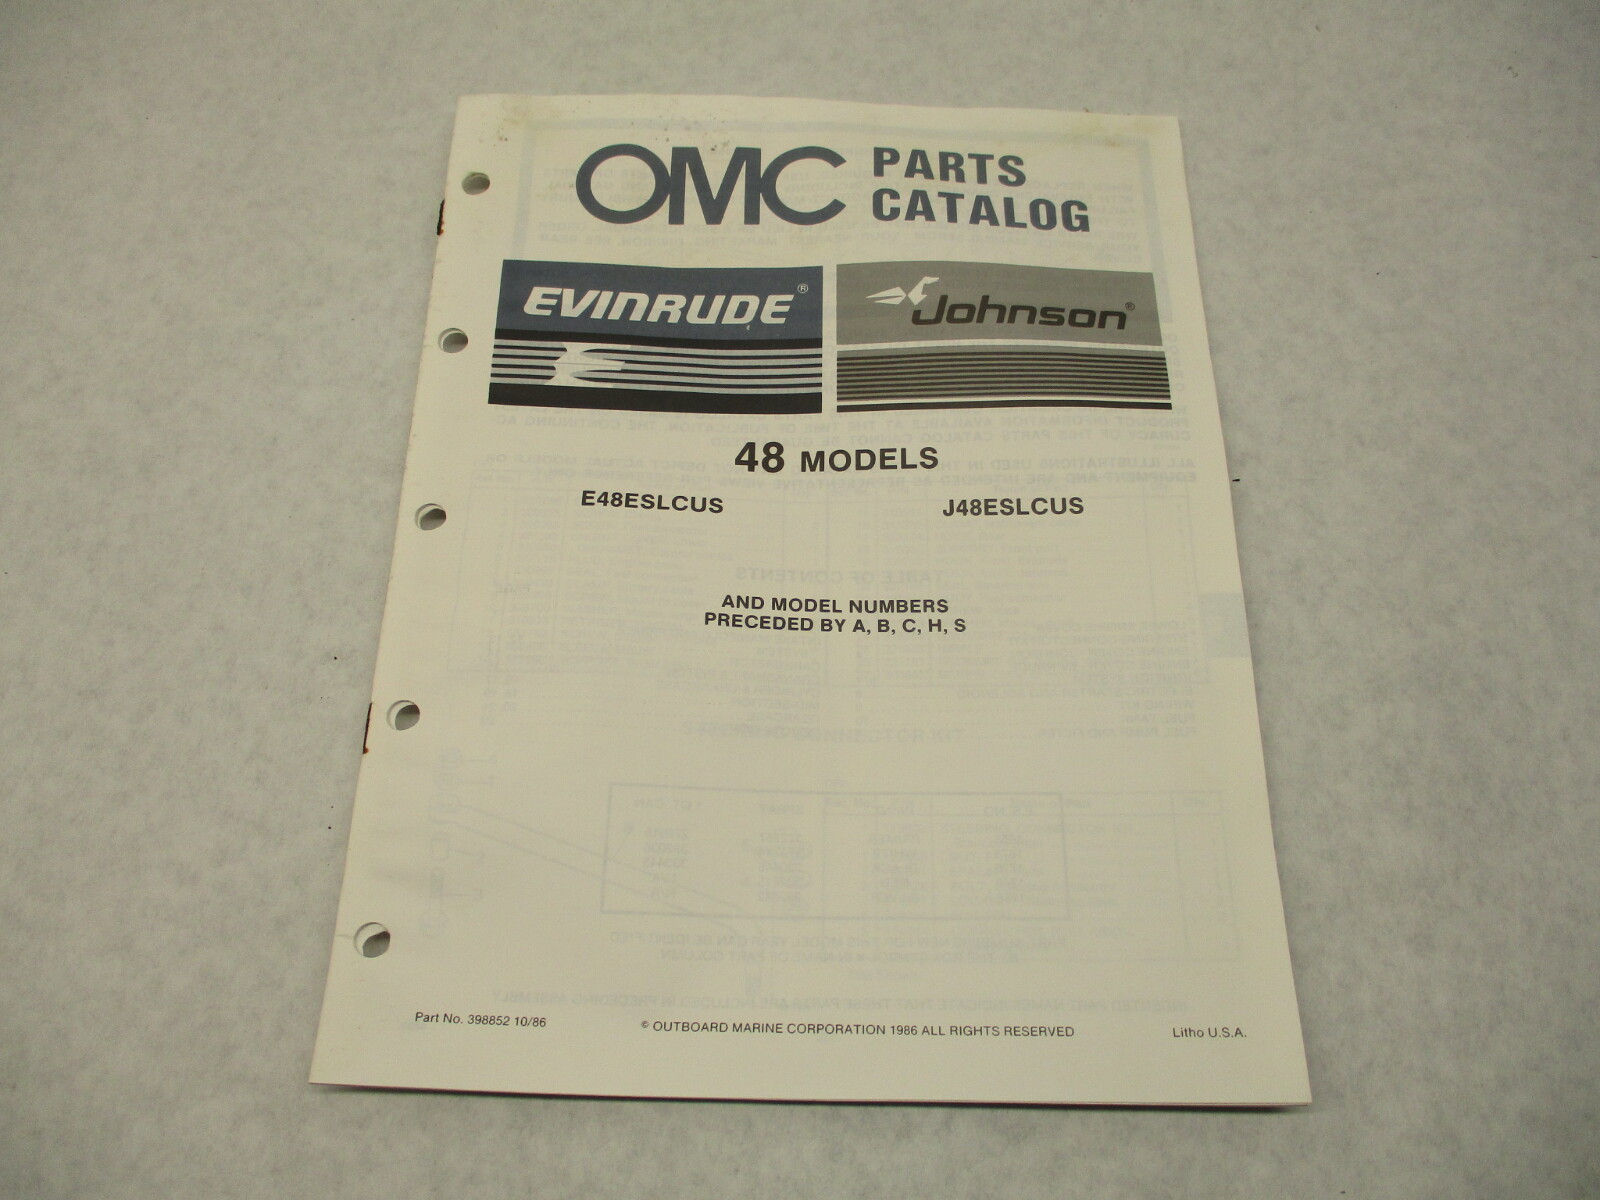 OMC PARTS CATALOG
EVINRUDE®
Johnson®
48 MODELS
E48ESLCUS
J48ESLCUS
AND MODEL NUMBERS
PRECEDED BY A, B, C, H, S
Part No. 398852 10/86
© OUTBOARD MARINE CORPORATION 1986 ALL RIGHTS RESERVED
Litho U.S.A.